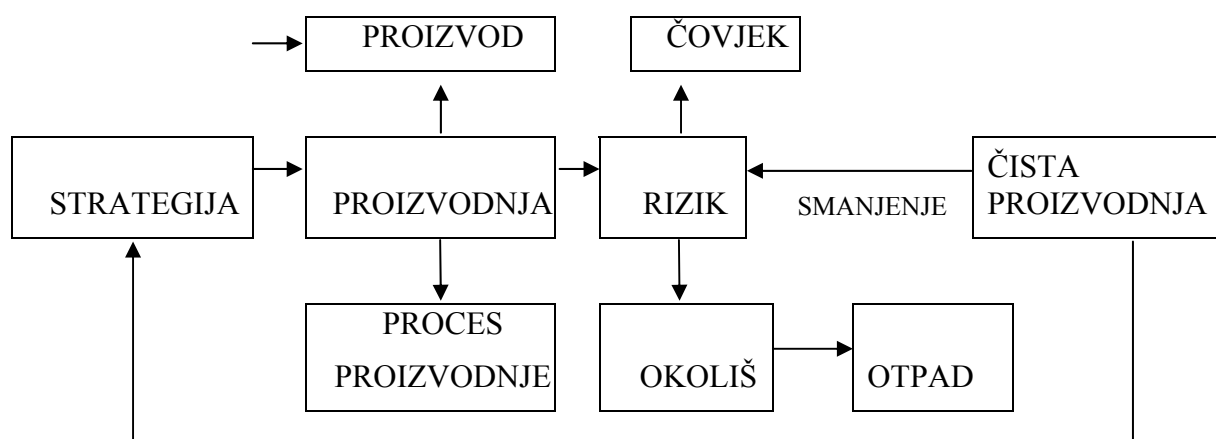 PROIZVOD
ČOVJEK
STRATEGIJA
PROIZVODNJA
RIZIK
SMANJENJE
ČISTA
PROIZVODNJA
PROCES
PROIZVODNJE
OKOLIŠ
OTPAD